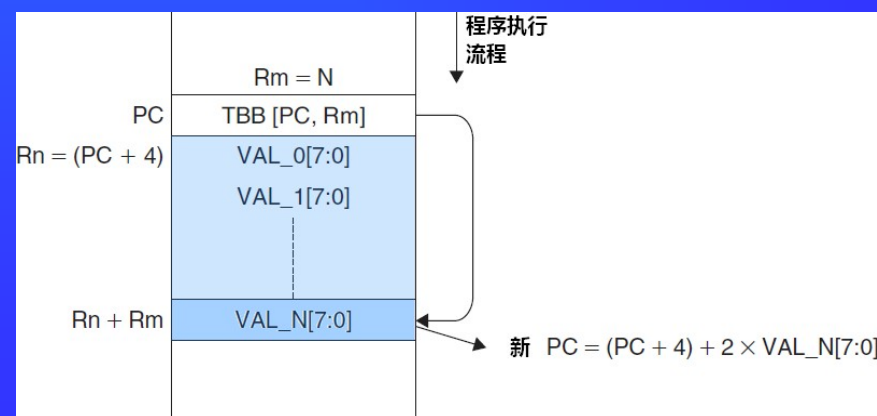 程序执行
流程
Rm = N
PC TBB [PC, Rm]
Rn = (PC + 4) VAL_0[7:0]
VAL_1[7:0]
Rn + Rm VAL_N[7:0]
新 PC = (PC + 4) + 2 × VAL_N[7:0]